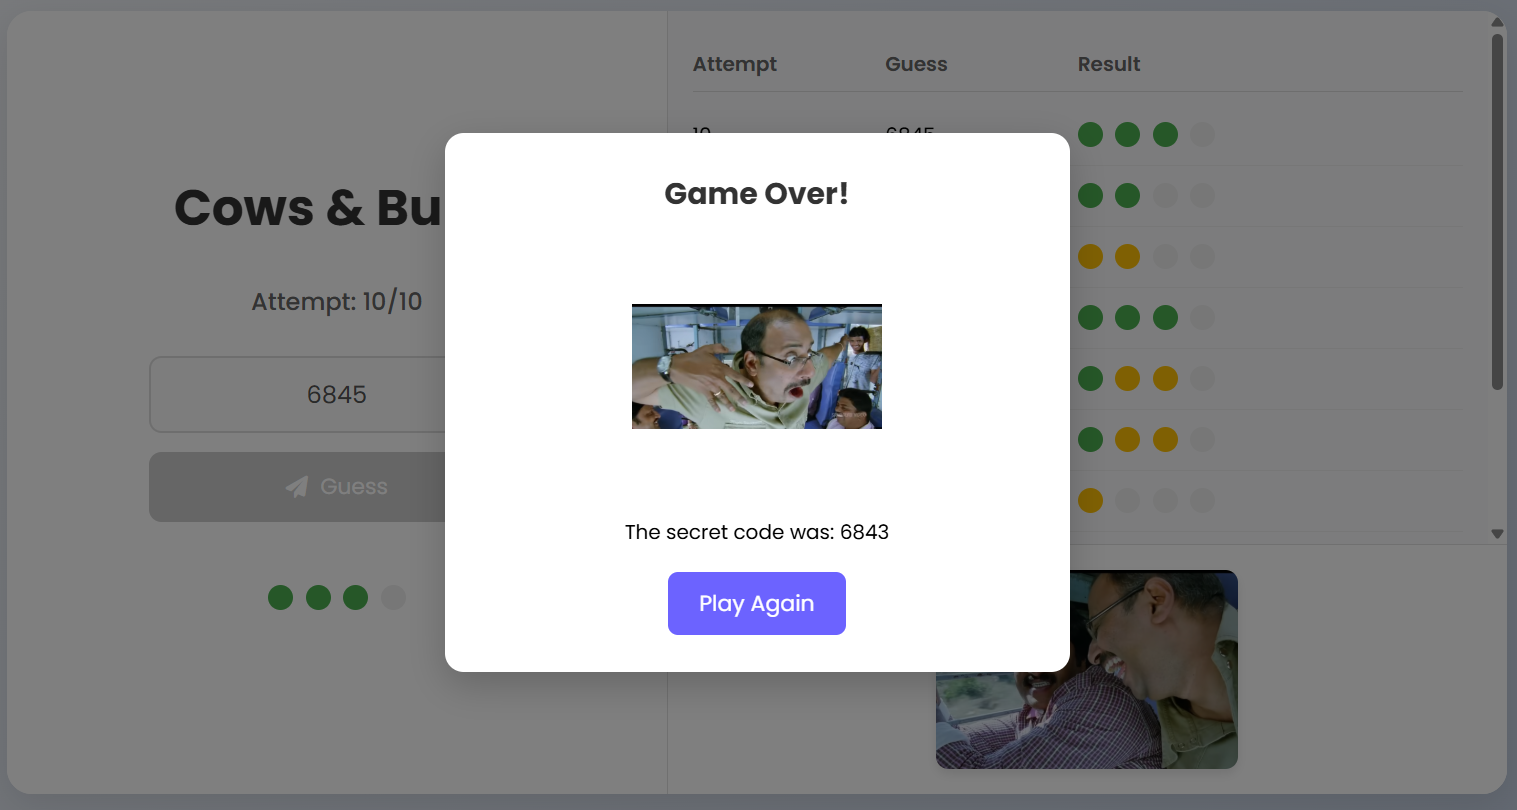 Attempt Guess Result
10 6845
Cows & Bu
Attempt: 10/10
6845
Guess
Game Over!
The secret code was: 6843
Play Again